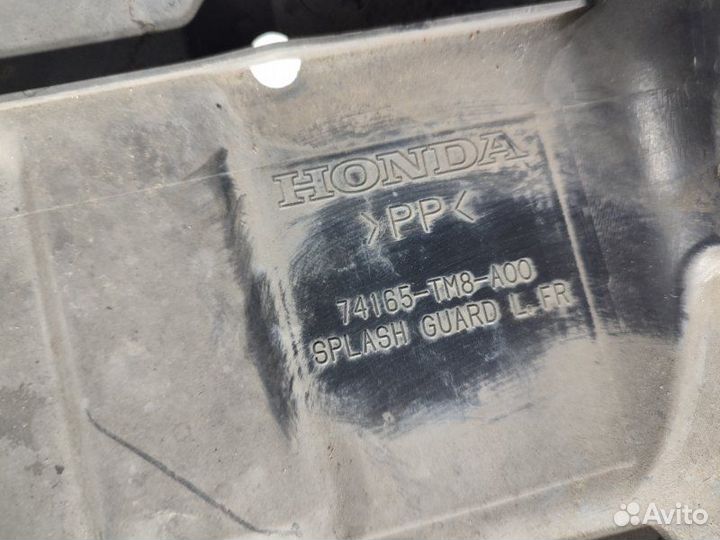 HONDA
>PP<
74165-TM8-A00
SPLASH GUARD L.FR
Avito